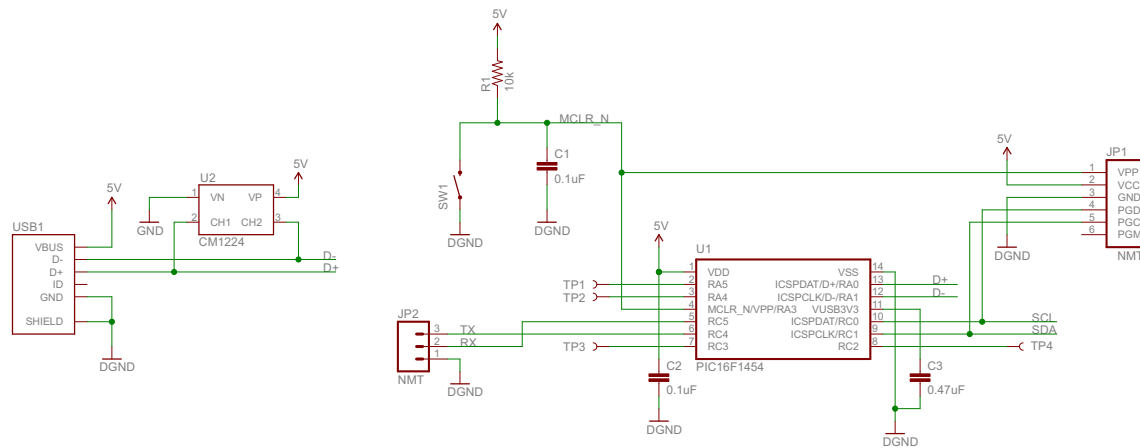 5V
R1
10k
MCLR_N
SW1
C1
0.1uF
DGND
DGND
U2
5V
1 VN VP 4
2 CH1 CH2 3
CM1224
GND
5V
USB1
VBUS
D-
D+
ID
GND
SHIELD
D-
D+
DGND
5V
JP1
1 VPP
2 VCC
3 GND
4 PGD
5 PGC
6 PGM
NMT
DGND
5V
U1
1 VDD VSS 14
TP1 2 RA5 ICSPDAT/D+/RA0 13 D+
TP2 3 RA4 ICSPCLK/D-/RA1 12 D-
4 MCLR_N/VPP/RA3 VUSB3V3 11
5 RC5 ICSPDAT/RC0 10 SCL
6 RC4 ICSPCLK/RC1 9 SDA
TP3 7 RC3 RC2 8 TP4
PIC16F1454
JP2
3 TX
2 RX
1
NMT
DGND
C2
0.1uF
DGND
C3
0.47uF
DGND